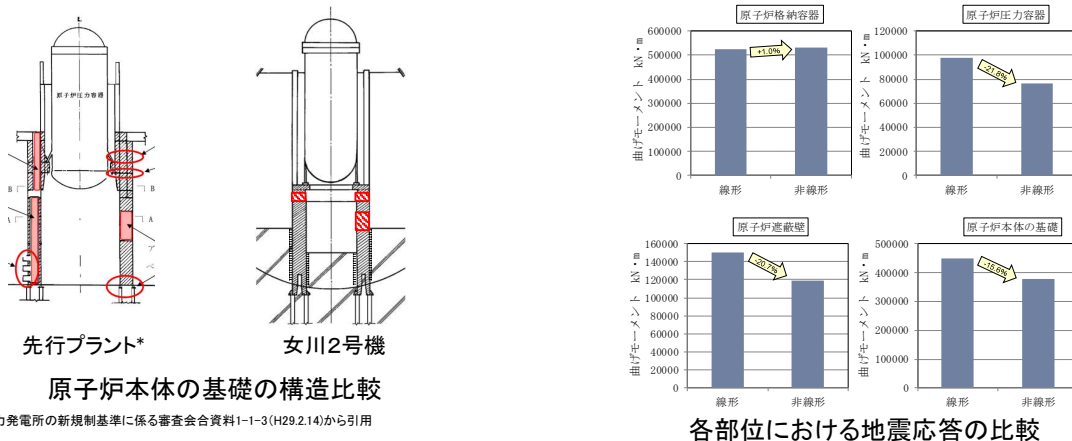 ℄
原子炉圧力容器
B
B
A
A
先行プラント*
女川2号機
原子炉本体の基礎の構造比較
力発電所の新規制基準に係る審査会合資料1-1-3(H29.2.14)から引用
原子炉格納容器
曲げモーメント kN・m
600000
500000
400000
300000
200000
100000
0
+1.0%
線形
非線形
原子炉圧力容器
曲げモーメント kN・m
120000
100000
80000
60000
40000
20000
0
-21.8%
線形
非線形
原子炉遮蔽壁
曲げモーメント kN・m
160000
140000
120000
100000
80000
60000
40000
20000
0
-20.7%
線形
非線形
原子炉本体の基礎
曲げモーメント kN・m
500000
400000
300000
200000
100000
0
-15.6%
線形
非線形
各部位における地震応答の比較